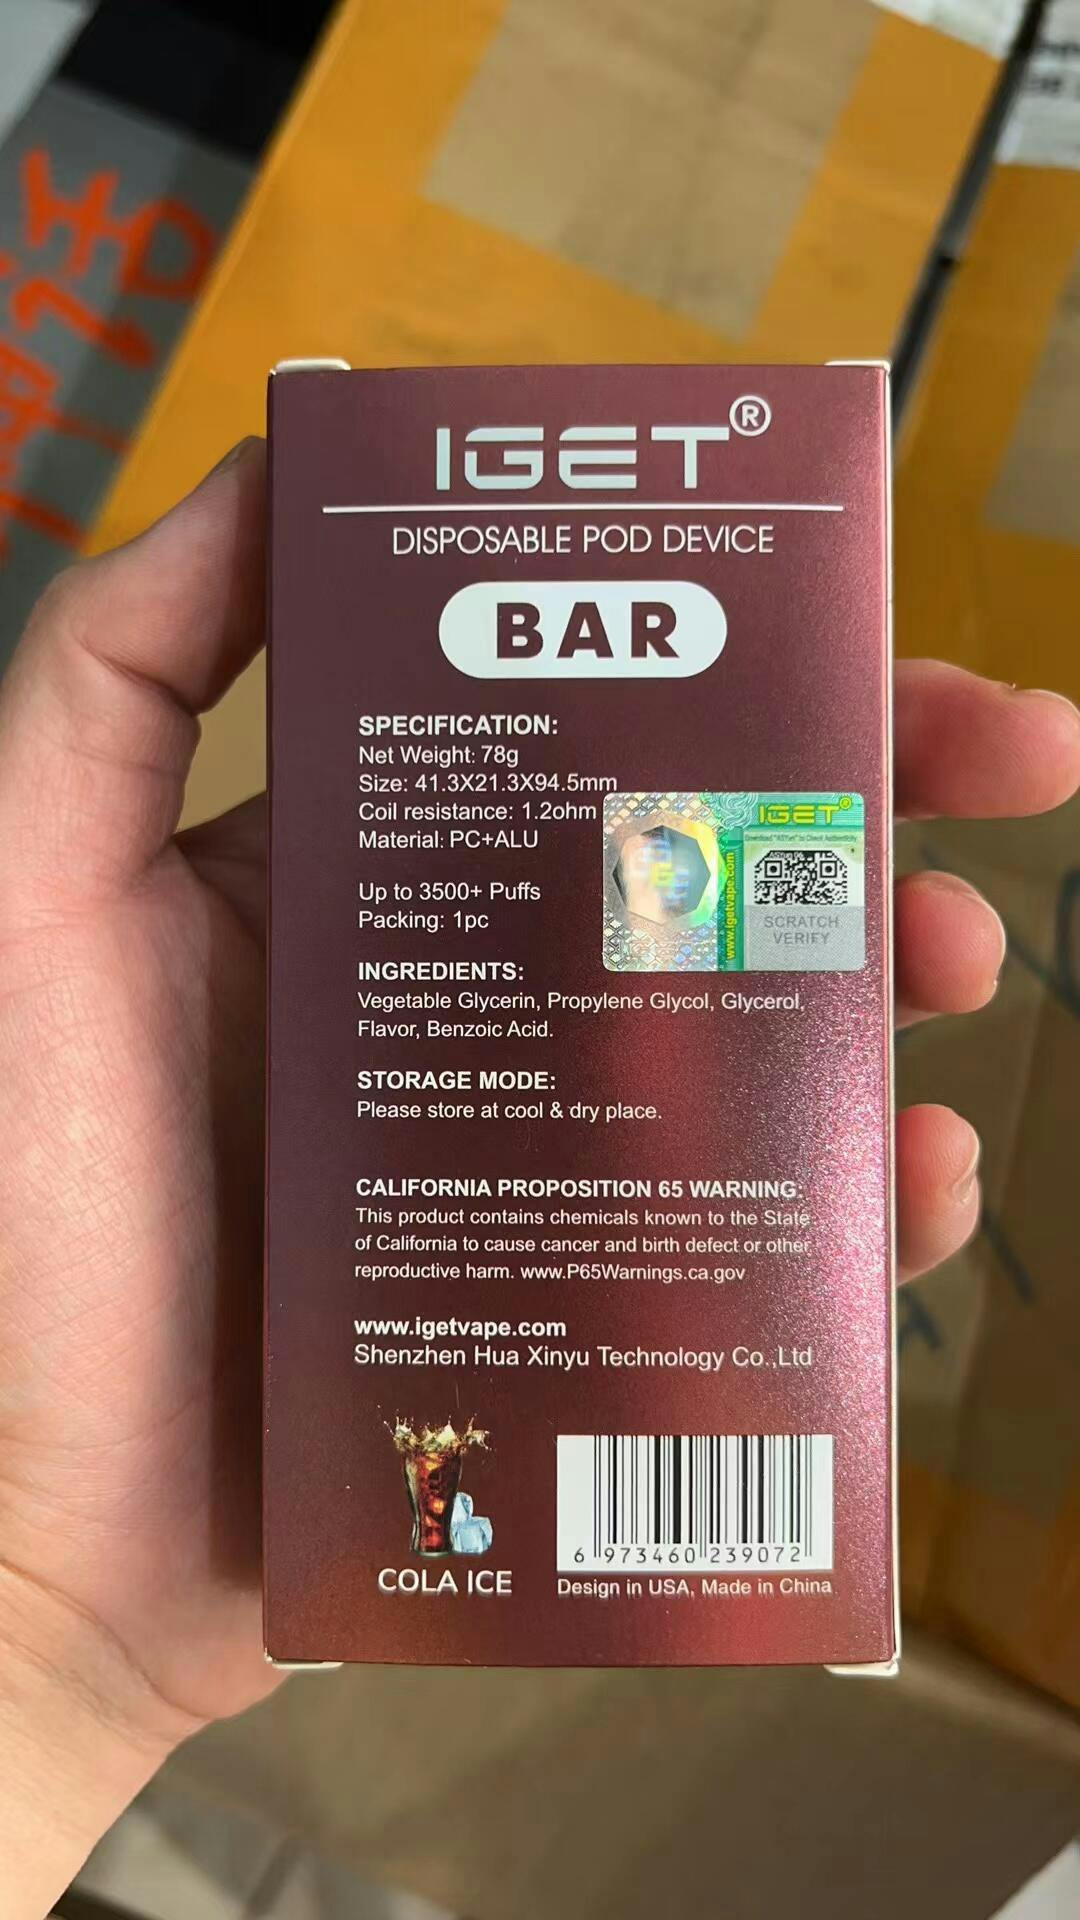 IGET®
DISPOSABLE POD DEVICE
BAR
SPECIFICATION:
Net Weight: 78g
Size: 41.3X21.3X94.5mm
Coil resistance: 1.2ohm
Material: PC+ALU
Up to 3500+ Puffs
Packing: 1pc
IGET®
www.igetvape.com
SCRATCH
VERIFY
INGREDIENTS:
Vegetable Glycerin, Propylene Glycol, Glycerol,
Flavor, Benzoic Acid.
STORAGE MODE:
Please store at cool & dry place.
CALIFORNIA PROPOSITION 65 WARNING:
This product contains chemicals known to the State
of California to cause cancer and birth defect or other
reproductive harm. www.P65Warnings.ca.gov
www.igetvape.com
Shenzhen Hua Xinyu Technology Co.,Ltd
COLA ICE
6 973460 239072
Design in USA, Made in China